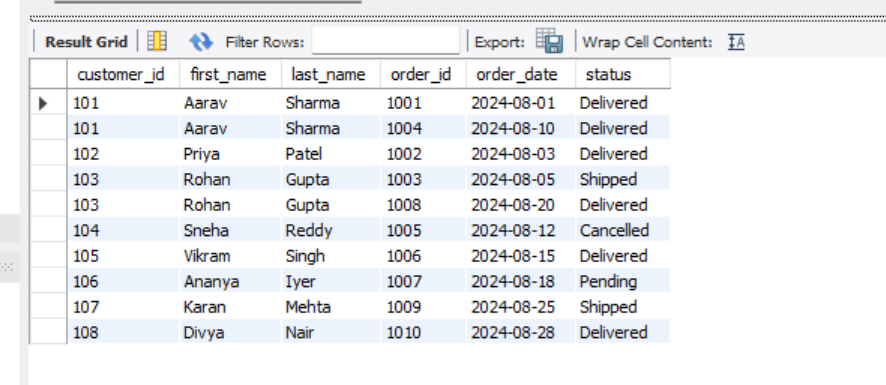 Result Grid Filter Rows: Export: Wrap Cell Content: IA
customer_id first_name last_name order_id order_date status
101 Aarav Sharma 1001 2024-08-01 Delivered
101 Aarav Sharma 1004 2024-08-10 Delivered
102 Priya Patel 1002 2024-08-03 Delivered
103 Rohan Gupta 1003 2024-08-05 Shipped
103 Rohan Gupta 1008 2024-08-20 Delivered
104 Sneha Reddy 1005 2024-08-12 Cancelled
105 Vikram Singh 1006 2024-08-15 Delivered
106 Ananya Iyer 1007 2024-08-18 Pending
107 Karan Mehta 1009 2024-08-25 Shipped
108 Divya Nair 1010 2024-08-28 Delivered